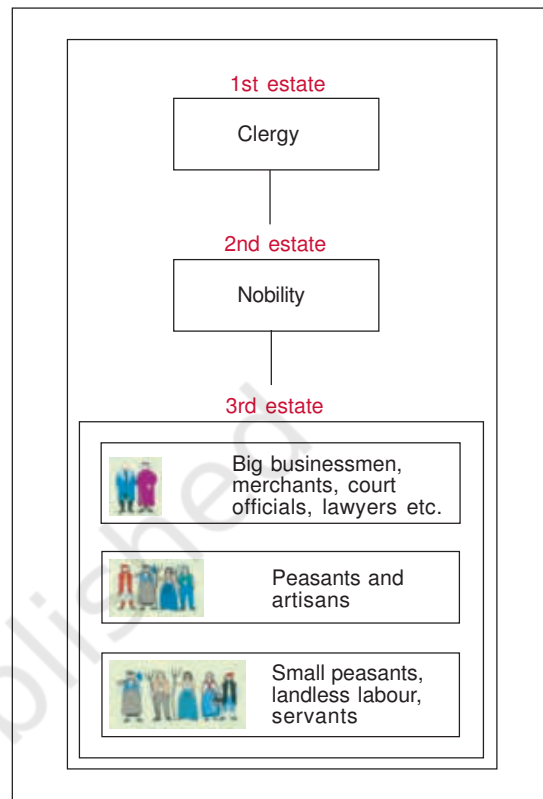 1st estate
Clergy
2nd estate
Nobility
3rd estate
Big businessmen,
merchants, court
officials, lawyers etc.
Peasants and
artisans
Small peasants,
landless labour,
servants
blished